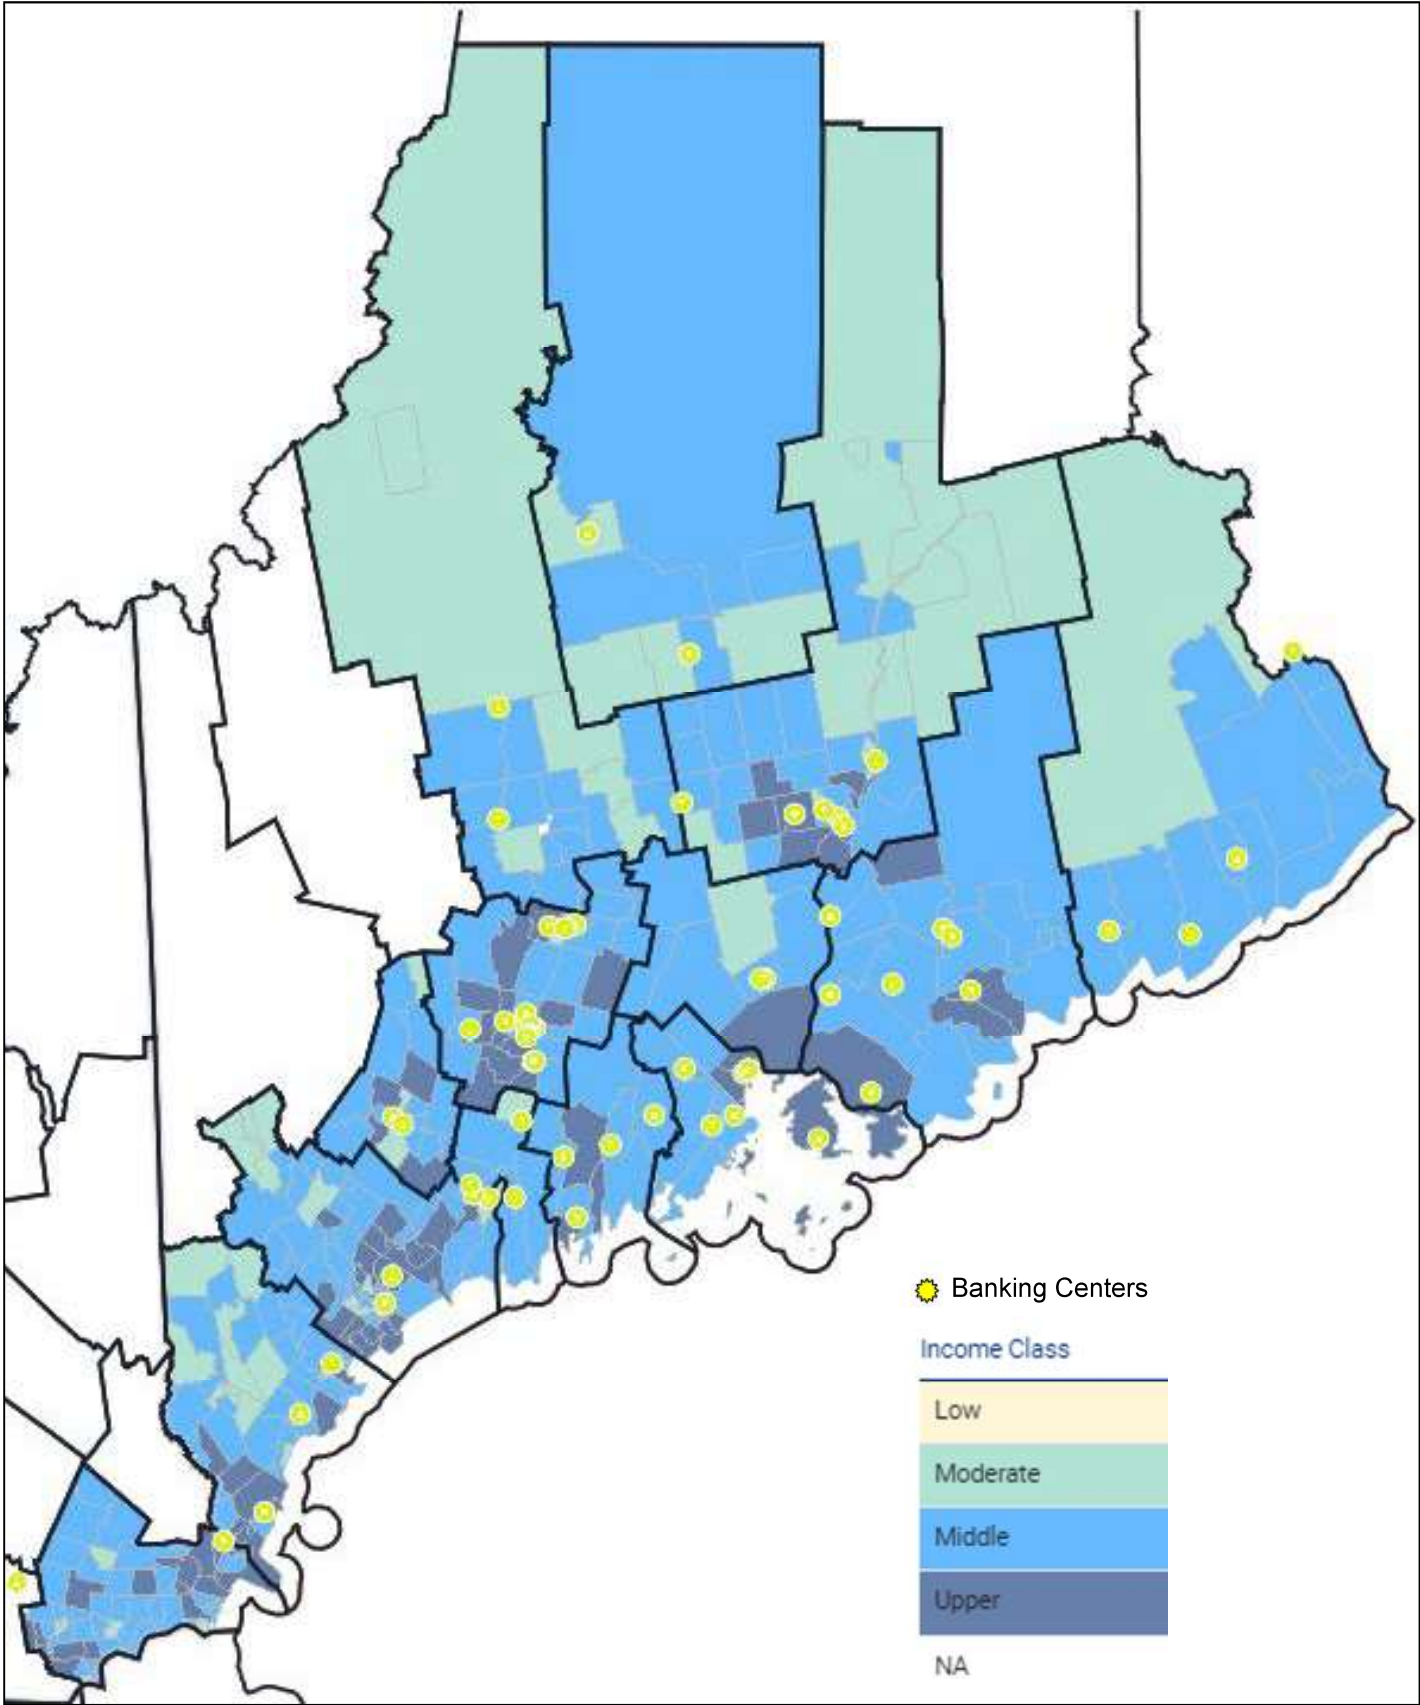 Banking Centers
Income Class
Low
Moderate
Middle
Upper
NA